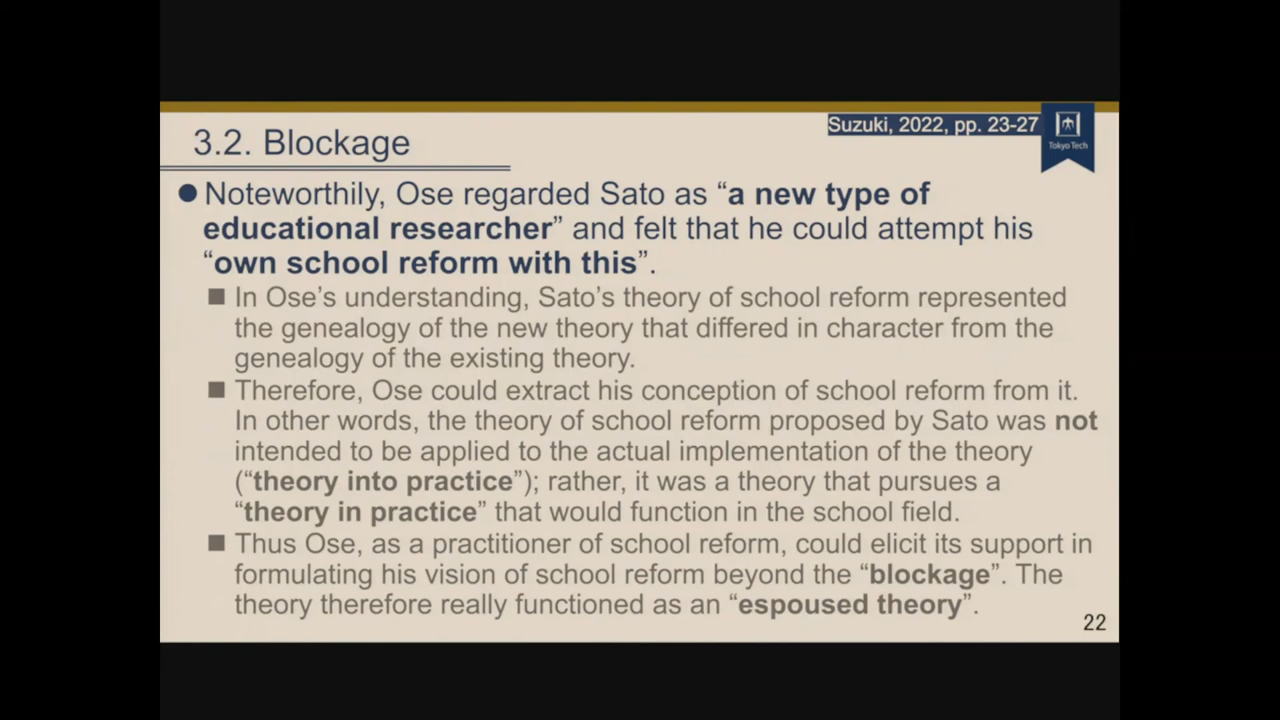 Suzuki, 2022, pp. 23-27
3.2. Blockage
Tokyo Tech
● Noteworthily, Ose regarded Sato as “a new type of
educational researcher” and felt that he could attempt his
“own school reform with this”.
■ In Ose’s understanding, Sato’s theory of school reform represented
the genealogy of the new theory that differed in character from the
genealogy of the existing theory.
■ Therefore, Ose could extract his conception of school reform from it.
In other words, the theory of school reform proposed by Sato was not
intended to be applied to the actual implementation of the theory
(“theory into practice”); rather, it was a theory that pursues a
“theory in practice” that would function in the school field.
■ Thus Ose, as a practitioner of school reform, could elicit its support in
formulating his vision of school reform beyond the “blockage”. The
theory therefore really functioned as an “espoused theory”.
22